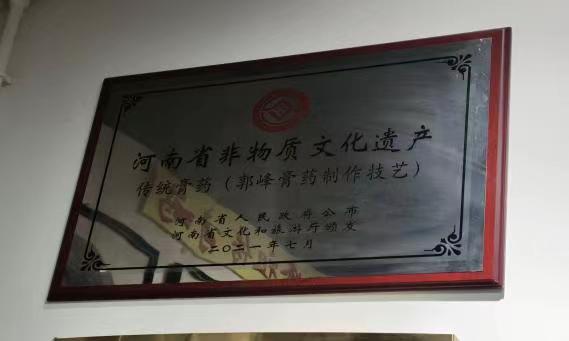 河南省非物质文化遗产
传统膏药（郭峰膏药制作技艺）
河南省人民政府公布
河南省文化和旅游厅颁发
二〇二一年七月